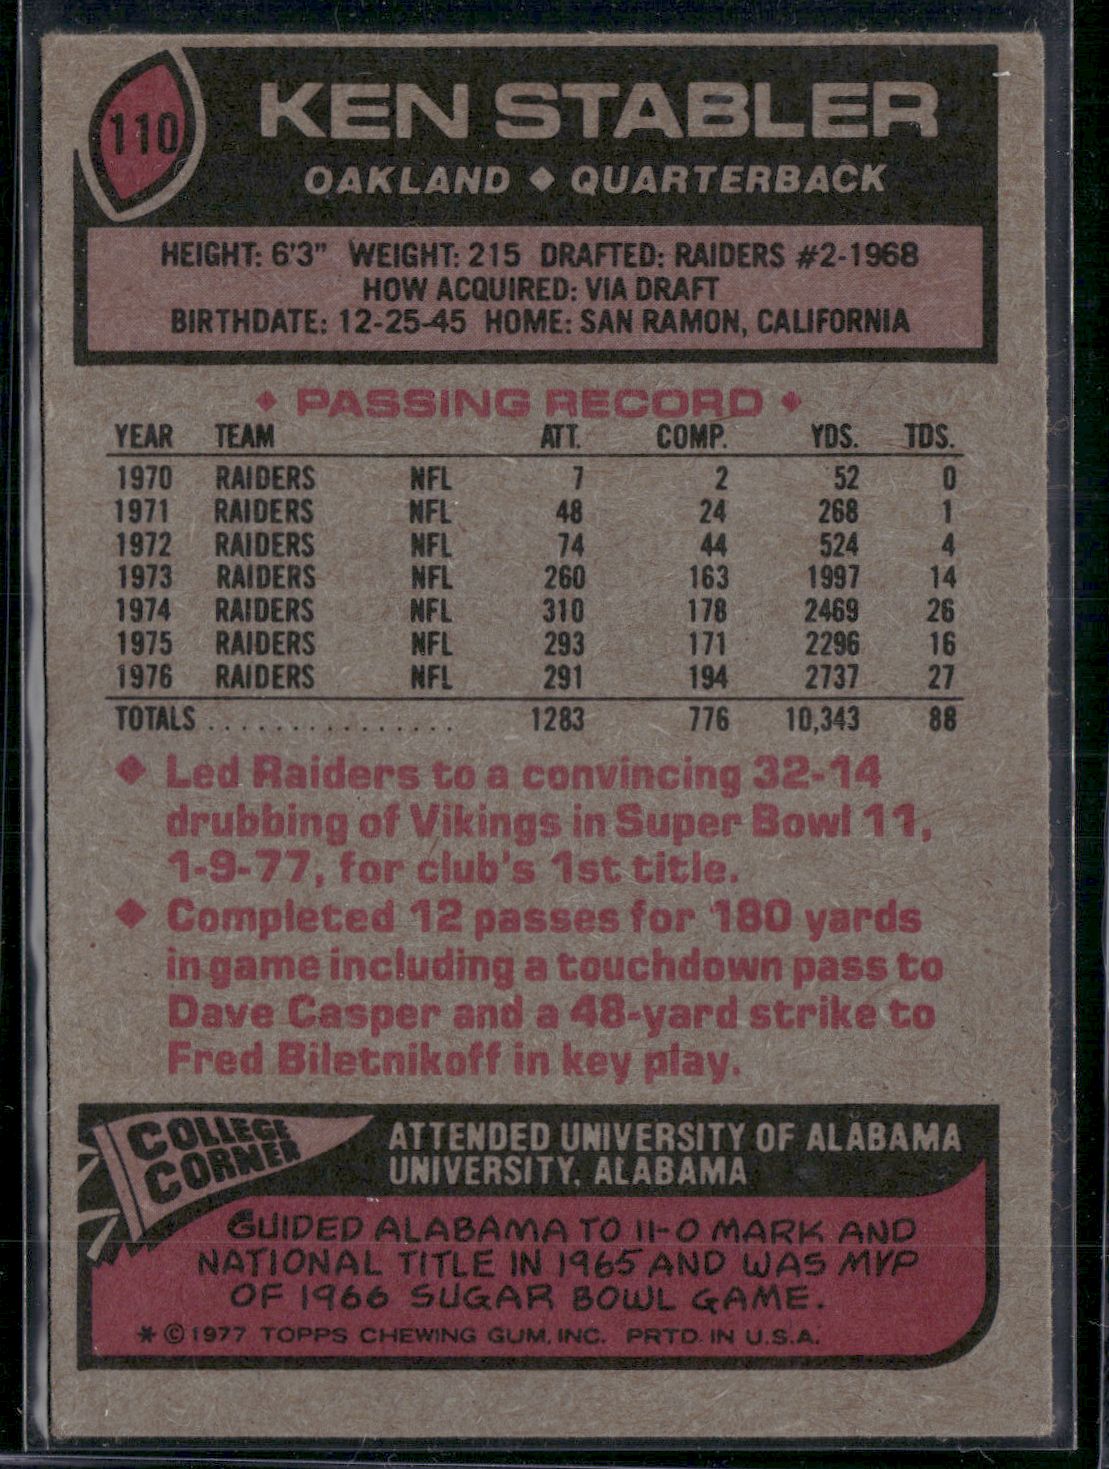 110
KEN STABLER
OAKLAND ♦ QUARTERBACK
HEIGHT: 6'3" WEIGHT: 215 DRAFTED: RAIDERS #2-1968
HOW ACQUIRED: VIA DRAFT
BIRTHDATE: 12-25-45 HOME: SAN RAMON, CALIFORNIA
♦ PASSING RECORD ♦
YEAR TEAM ATT. COMP. YDS. TDS.
1970 RAIDERS NFL 7 2 52 0
1971 RAIDERS NFL 48 24 268 1
1972 RAIDERS NFL 74 44 524 4
1973 RAIDERS NFL 260 163 1997 14
1974 RAIDERS NFL 310 178 2469 26
1975 RAIDERS NFL 293 171 2296 16
1976 RAIDERS NFL 291 194 2737 27
TOTALS ............... 1283 776 10,343 88
♦ Led Raiders to a convincing 32-14
drubbing of Vikings in Super Bowl 11,
1-9-77, for club's 1st title.
♦ Completed 12 passes for 180 yards
in game including a touchdown pass to
Dave Casper and a 48-yard strike to
Fred Biletnikoff in key play.
COLLEGE
CORNER
ATTENDED UNIVERSITY OF ALABAMA
UNIVERSITY, ALABAMA
GUIDED ALABAMA TO 11-0 MARK AND
NATIONAL TITLE IN 1965 AND WAS MVP
OF 1966 SUGAR BOWL GAME.
* © 1977 TOPPS CHEWING GUM, INC. PRTD. IN U.S.A.